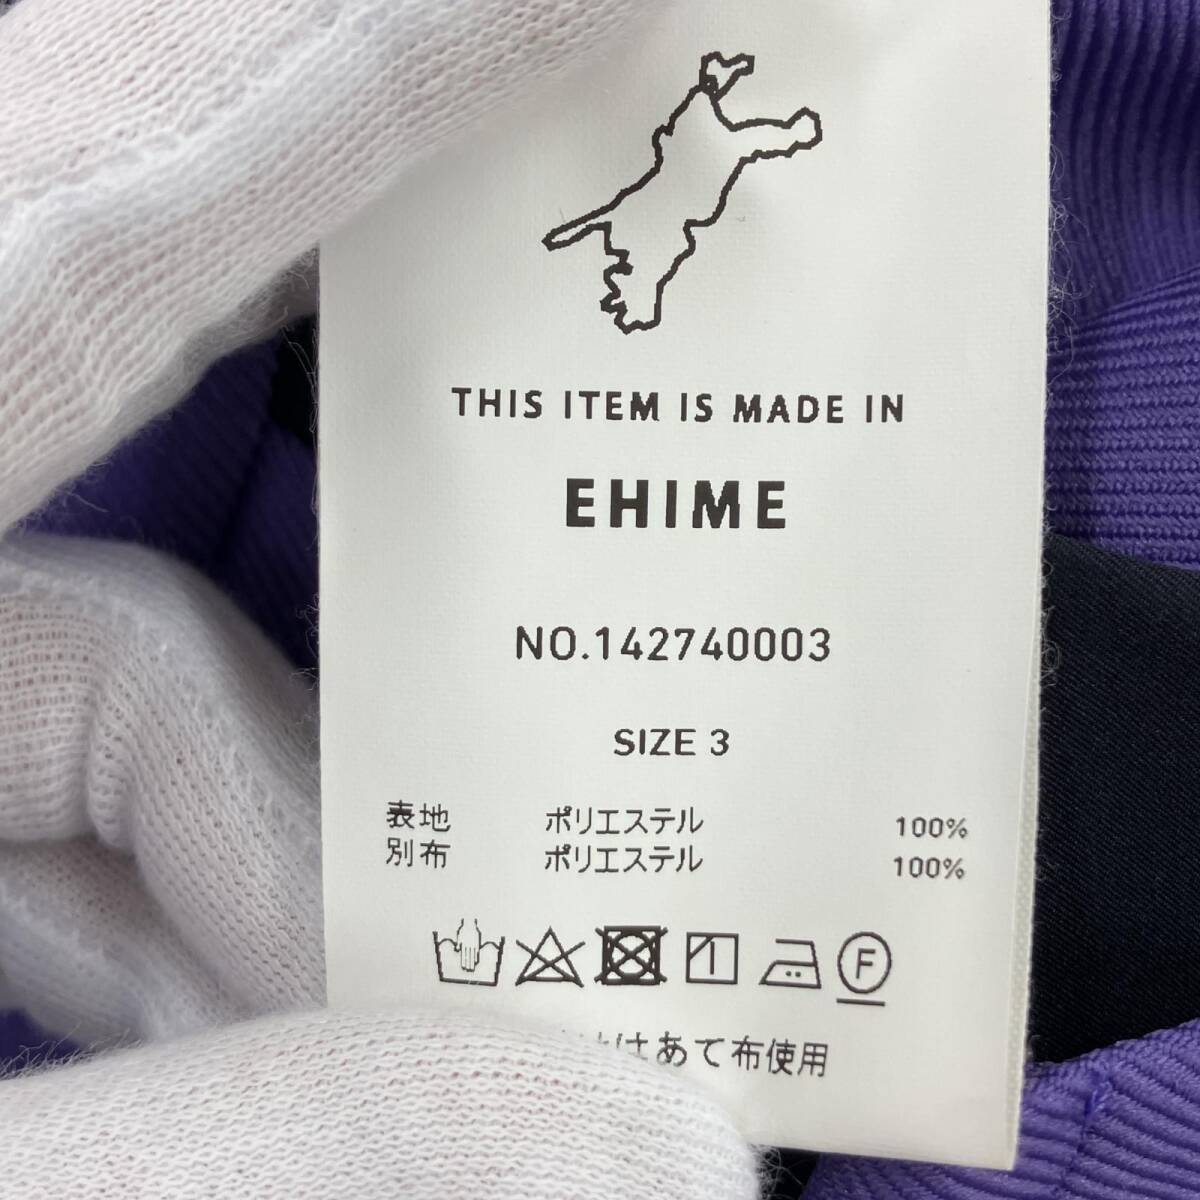 THIS ITEM IS MADE IN
EHIME
NO.142740003
SIZE 3
表地 ポリエステル 100%
別布 ポリエステル 100%
F
はあて布使用